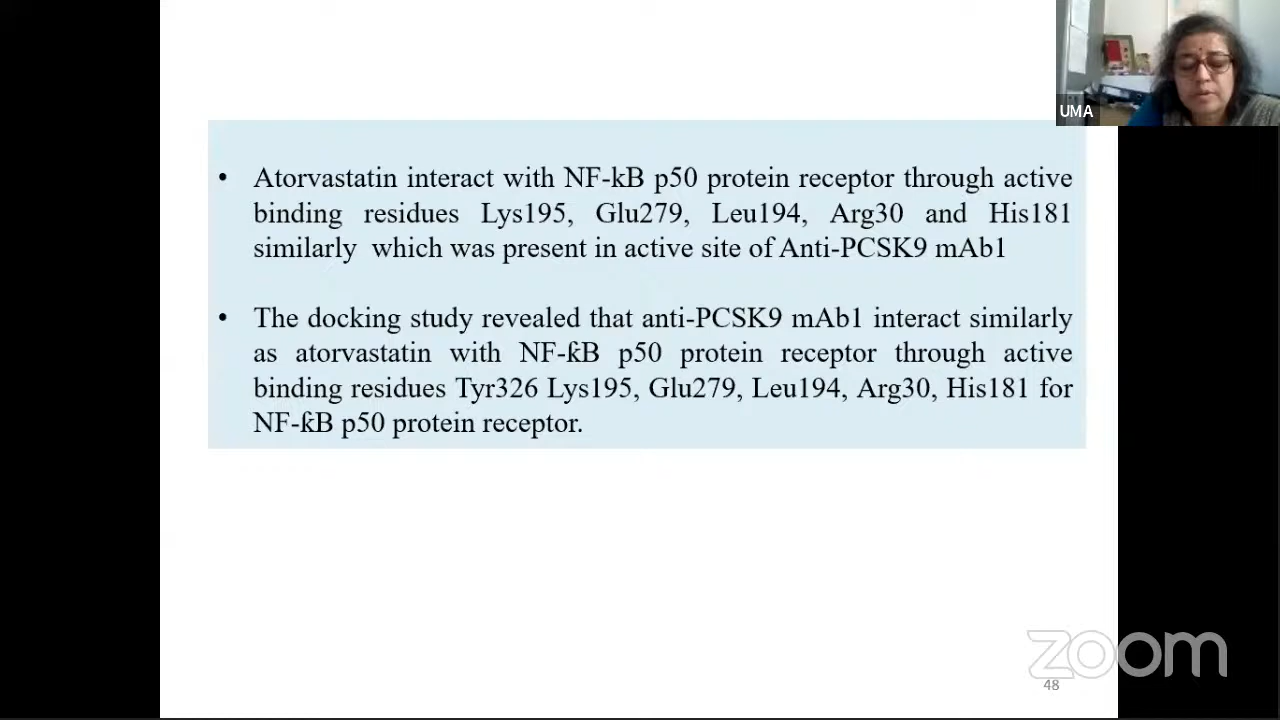 UMA
• Atorvastatin interact with NF-kB p50 protein receptor through active
binding residues Lys195, Glu279, Leu194, Arg30 and His181
similarly which was present in active site of Anti-PCSK9 mAb1
• The docking study revealed that anti-PCSK9 mAb1 interact similarly
as atorvastatin with NF-ƙB p50 protein receptor through active
binding residues Tyr326 Lys195, Glu279, Leu194, Arg30, His181 for
NF-ƙB p50 protein receptor.
zoom
48